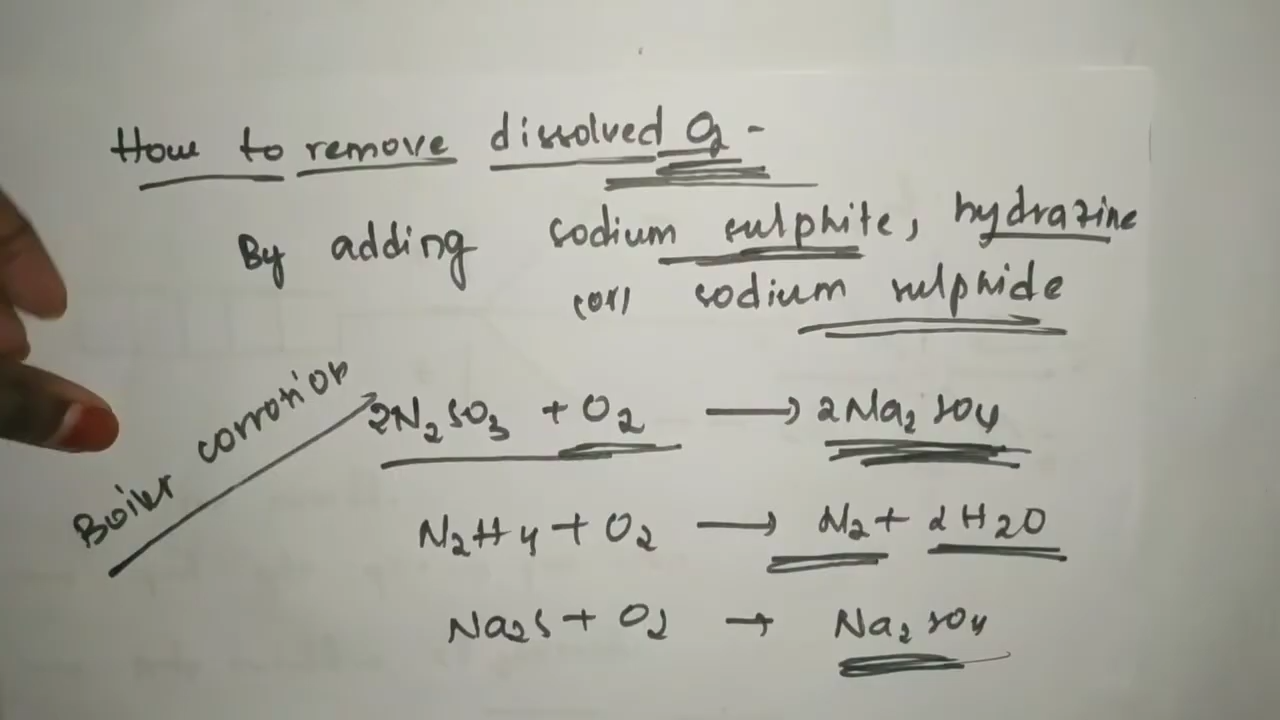 How to remove dissolved O2 -
By adding sodium sulphite, hydrazine
(or) sodium sulphide
Boiler corrosion
2N2SO3 + O2 → 2Na2SO4
N2H4 + O2 → N2 + 2H2O
Na2S + O2 → Na2SO4